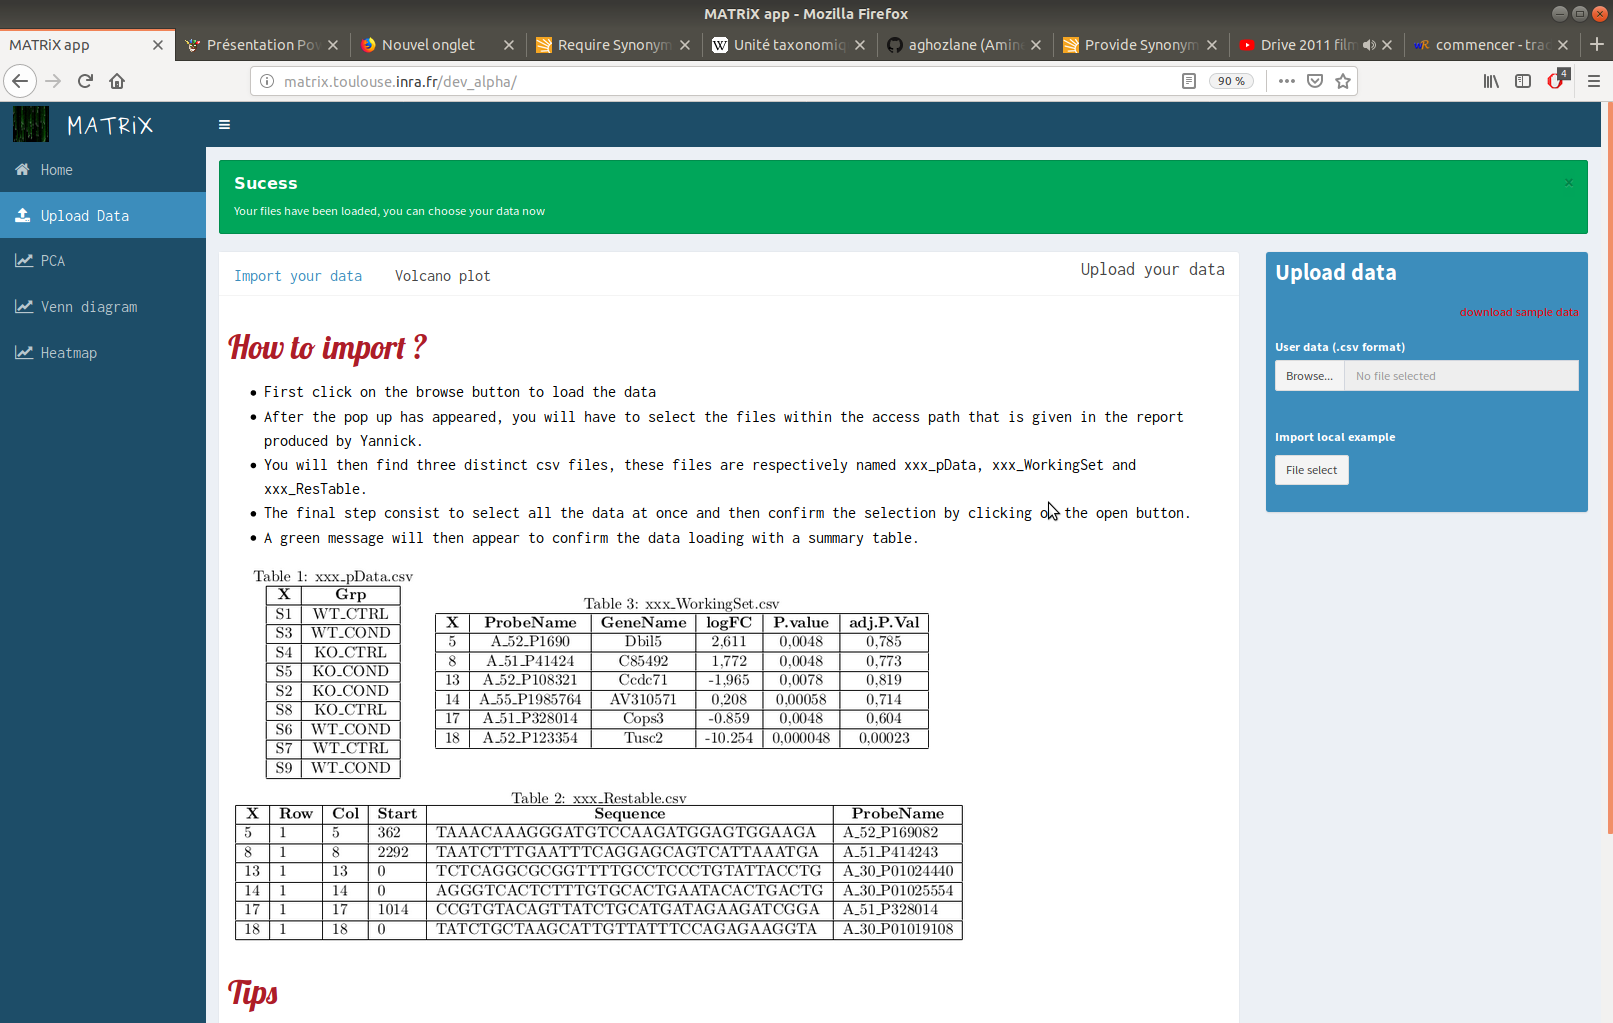 MATRiX app - Mozilla Firefox
MATRiX app
Présentation Pov
Nouvel onglet
Require Synonym
Unité taxonomiq
aghozlane (Amin
Provide Synonym
Drive 2011 film
commencer - trac
matrix.toulouse.inra.fr/dev_alpha/
90 %
4
MATRiX
Home
Upload Data
PCA
Venn diagram
Heatmap
Sucess
×
Your files have been loaded, you can choose your data now
Import your data Volcano plot Upload your data
How to import ?
First click on the browse button to load the data
After the pop up has appeared, you will have to select the files within the access path that is given in the report
produced by Yannick.
You will then find three distinct csv files, these files are respectively named xxx_pData, xxx_WorkingSet and
xxx_ResTable.
The final step consist to select all the data at once and then confirm the selection by clicking on the open button.
A green message will then appear to confirm the data loading with a summary table.
Table 1: xxx_pData.csv
X Grp
S1 WT_CTRL
S3 WT_COND
S4 KO_CTRL
S5 KO_COND
S2 KO_COND
S8 KO_CTRL
S6 WT_COND
S7 WT_CTRL
S9 WT_COND
Table 3: xxx_WorkingSet.csv
X ProbeName GeneName logFC P.value adj.P.Val
5 A_52_P1690 Dbil5 2,611 0,0048 0,785
8 A_51_P41424 C85492 1,772 0,0048 0,773
13 A_52_P108321 Ccdc71 -1,965 0,0078 0,819
14 A_55_P1985764 AV310571 0,208 0,00058 0,714
17 A_51_P328014 Cops3 -0.859 0,0048 0,604
18 A_52_P123354 Tusc2 -10.254 0,000048 0,00023
Table 2: xxx_Restable.csv
X Row Col Start Sequence ProbeName
5 1 5 362 TAAACAAAGGGATGTCCAAGATGGAGTGGAAGA A_52_P169082
8 1 8 2292 TAATCTTTGAATTTCAGGAGCAGTCATTAAATGA A_51_P414243
13 1 13 0 TCTCAGGCGCGGTTTTGCCTCCCTGTATTACCTG A_30_P01024440
14 1 14 0 AGGGTCACTCTTTGTGCACTGAATACACTGACTG A_30_P01025554
17 1 17 1014 CCGTGTACAGTTATCTGCATGATAGAAGATCGGA A_51_P328014
18 1 18 0 TATCTGCTAAGCATTGTTATTTCCAGAGAAGGTA A_30_P01019108
Tips
Upload data
download sample data
User data (.csv format)
Browse... No file selected
Import local example
File select